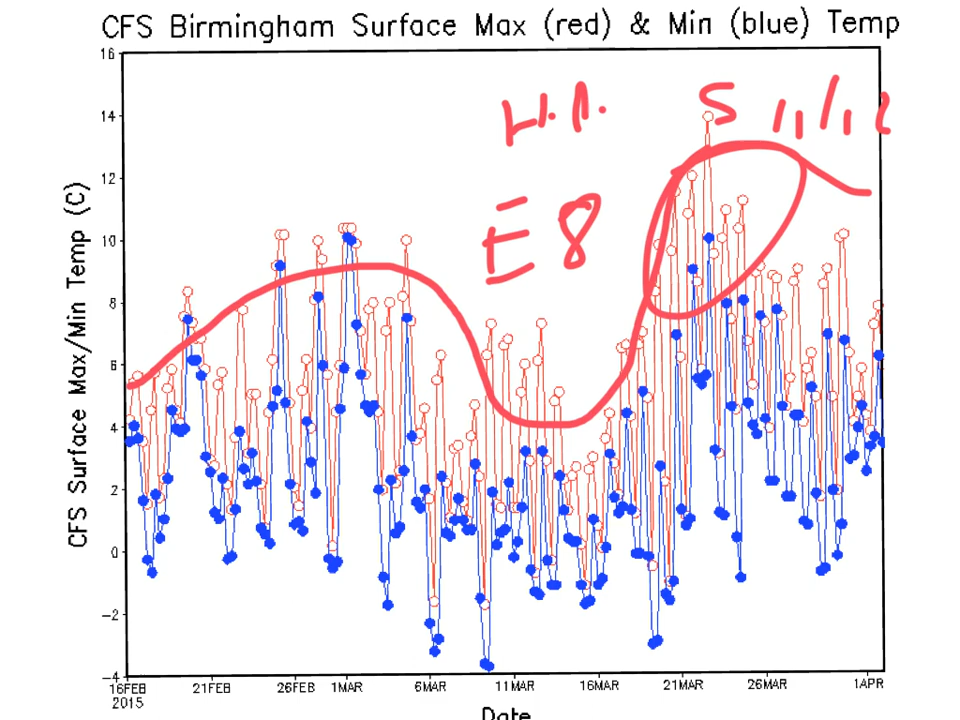 CFS Birmingham Surface Max (red) & Min (blue) Temp
CFS Surface Max/Min Temp (C)
16
14
12
10
8
6
4
2
0
−2
−4
E 8
16FEB 21FEB 26FEB 1MAR 6MAR 11MAR 16MAR 21MAR 26MAR 1APR
2015
Date